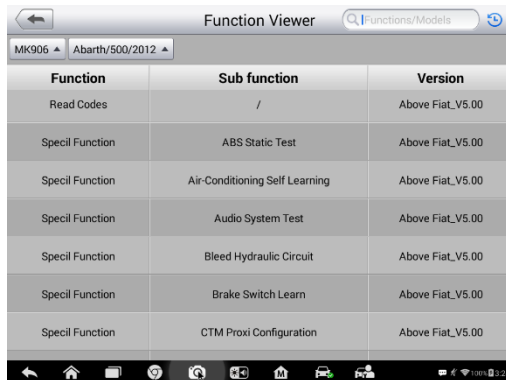 Function Viewer
Functions/Models
MK906 ▲ Abarth/500/2012 ▲
Function Sub function Version
Read Codes / Above Fiat_V5.00
Specil Function ABS Static Test Above Fiat_V5.00
Specil Function Air-Conditioning Self Learning Above Fiat_V5.00
Specil Function Audio System Test Above Fiat_V5.00
Specil Function Bleed Hydraulic Circuit Above Fiat_V5.00
Specil Function Brake Switch Learn Above Fiat_V5.00
Specil Function CTM Proxi Configuration Above Fiat_V5.00
M 100%